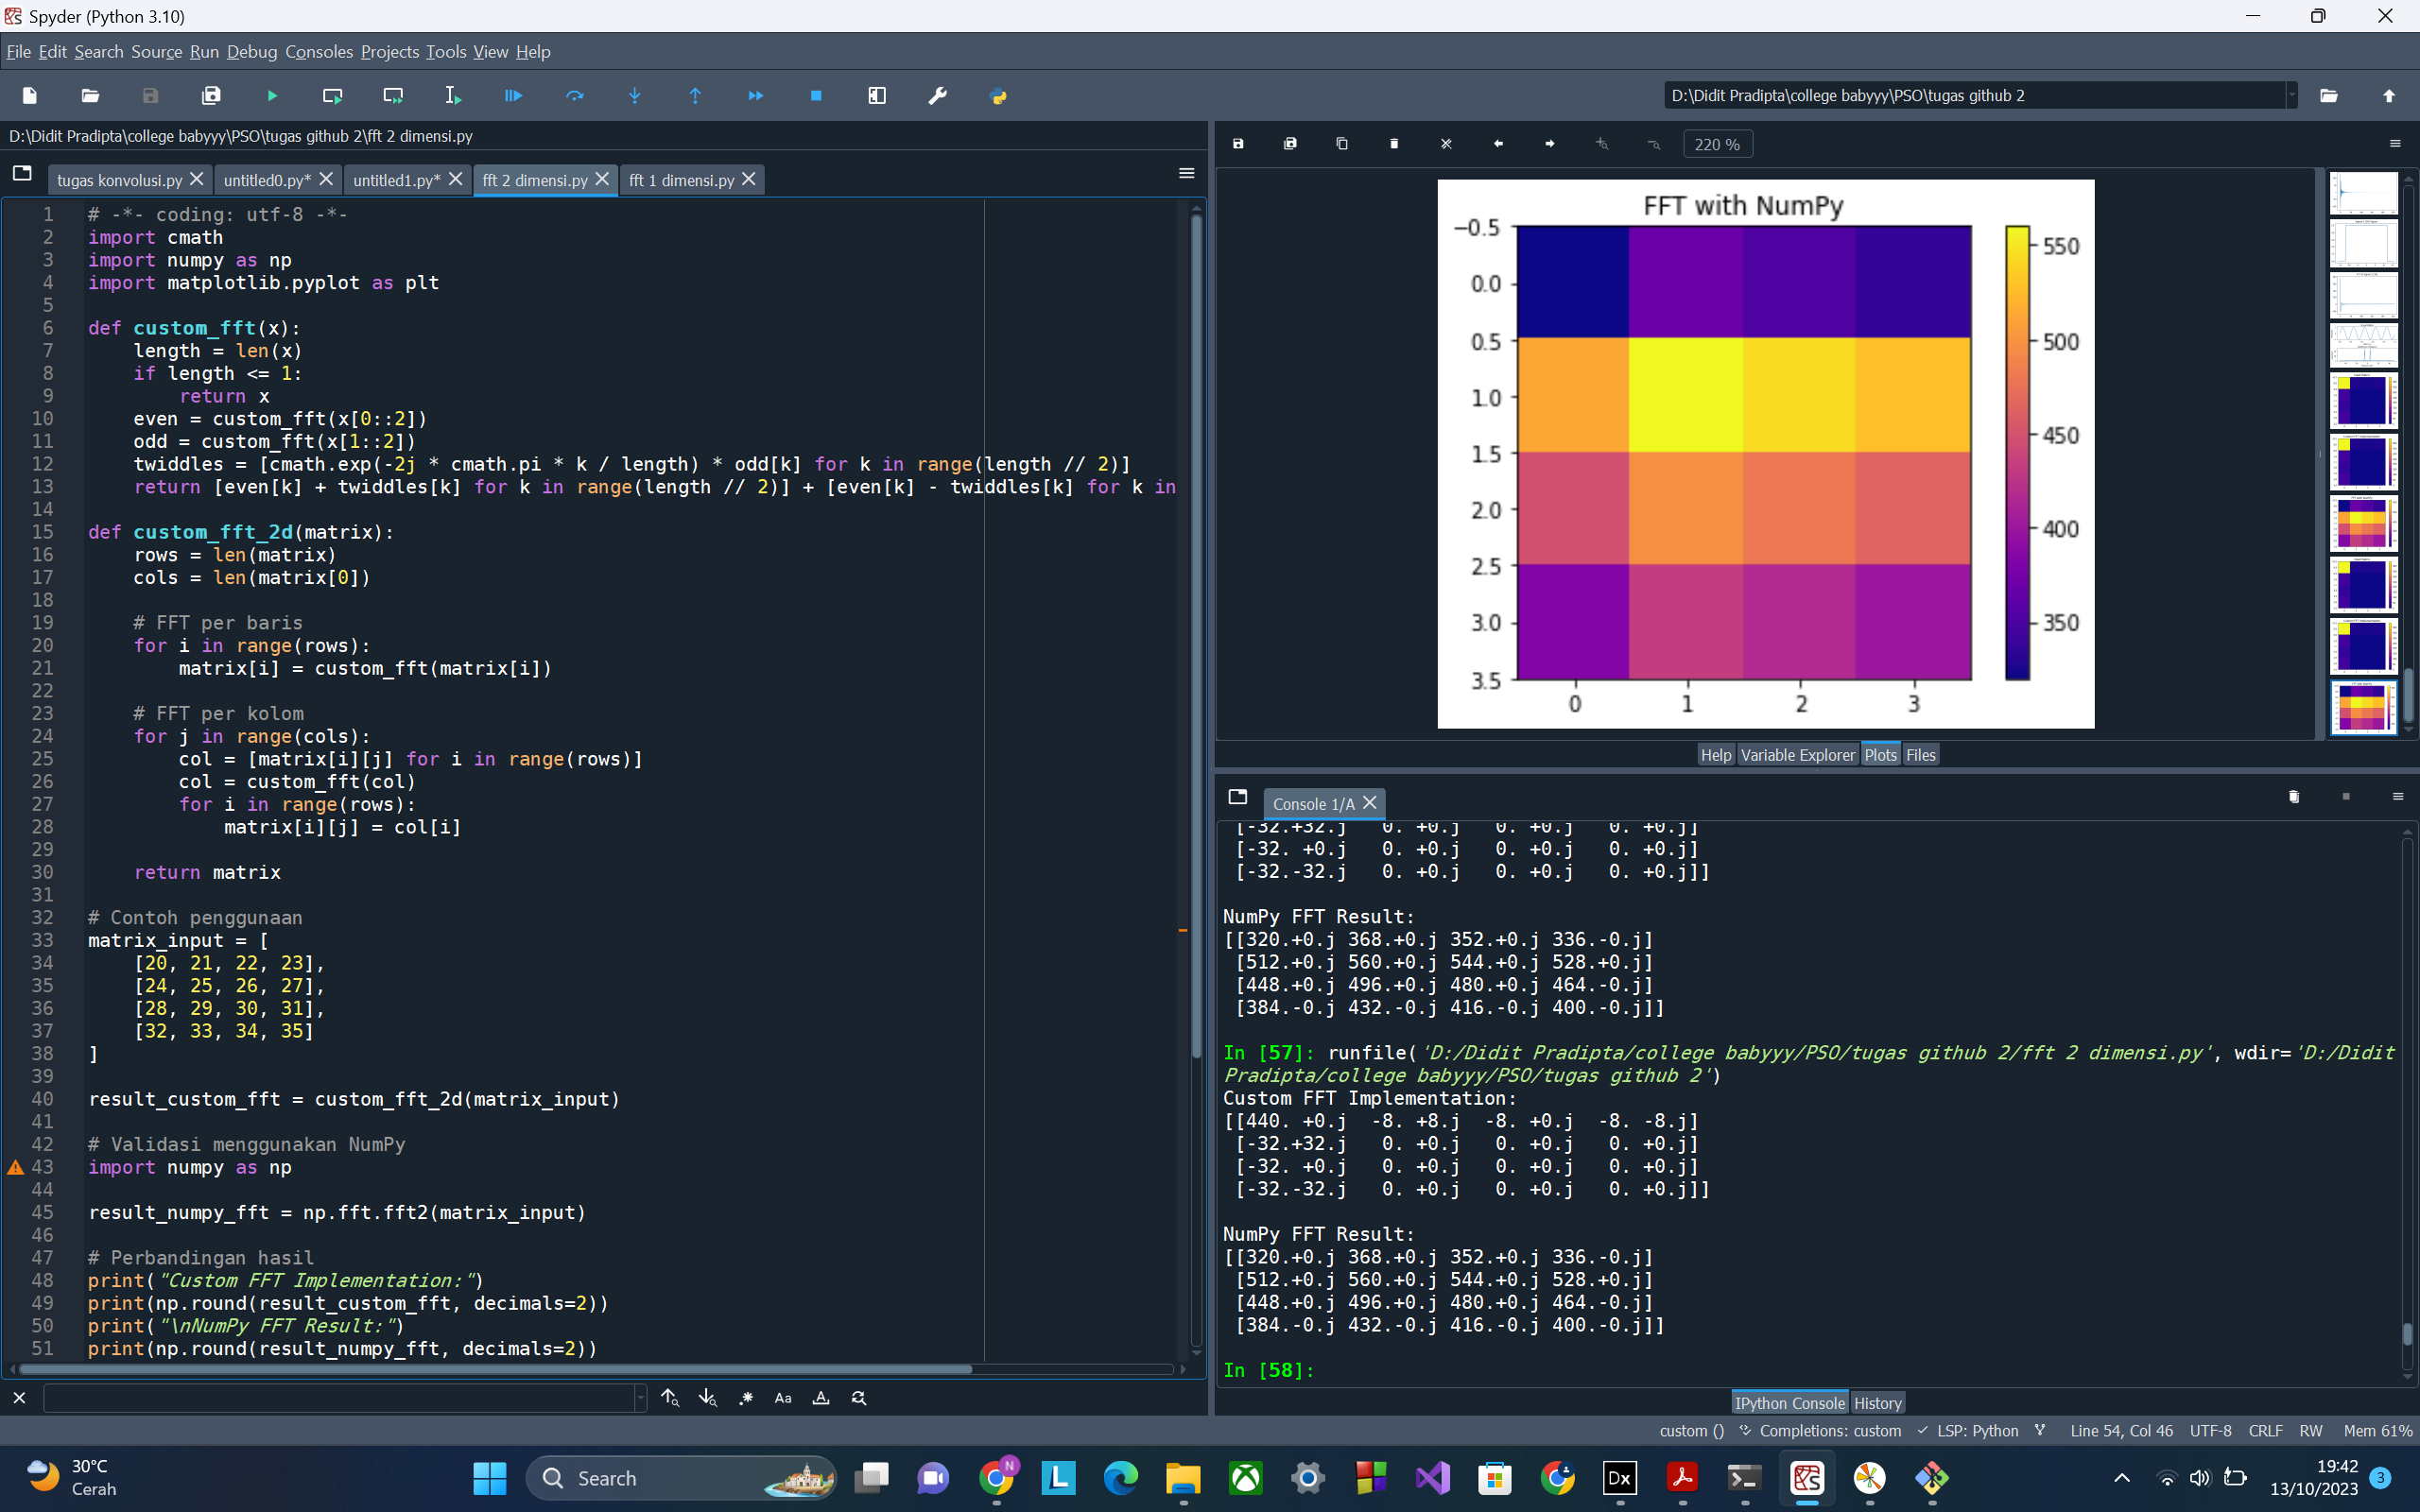 Spyder (Python 3.10)
File Edit Search Source Run Debug Consoles Projects Tools View Help
D:\Didit Pradipta\college babyyy\PSO\tugas github 2
D:\Didit Pradipta\college babyyy\PSO\tugas github 2\fft 2 dimensi.py
tugas konvolusi.py untitled0.py* untitled1.py* fft 2 dimensi.py fft 1 dimensi.py
1 # -*- coding: utf-8 -*-
2 import cmath
3 import numpy as np
4 import matplotlib.pyplot as plt
5
6 def custom_fft(x):
7 length = len(x)
8 if length <= 1:
9 return x
10 even = custom_fft(x[0::2])
11 odd = custom_fft(x[1::2])
12 twiddles = [cmath.exp(-2j * cmath.pi * k / length) * odd[k] for k in range(length // 2)]
13 return [even[k] + twiddles[k] for k in range(length // 2)] + [even[k] - twiddles[k] for k in
14
15 def custom_fft_2d(matrix):
16 rows = len(matrix)
17 cols = len(matrix[0])
18
19 # FFT per baris
20 for i in range(rows):
21 matrix[i] = custom_fft(matrix[i])
22
23 # FFT per kolom
24 for j in range(cols):
25 col = [matrix[i][j] for i in range(rows)]
26 col = custom_fft(col)
27 for i in range(rows):
28 matrix[i][j] = col[i]
29
30 return matrix
31
32 # Contoh penggunaan
33 matrix_input = [
34 [20, 21, 22, 23],
35 [24, 25, 26, 27],
36 [28, 29, 30, 31],
37 [32, 33, 34, 35]
38 ]
39
40 result_custom_fft = custom_fft_2d(matrix_input)
41
42 # Validasi menggunakan NumPy
43 import numpy as np
44
45 result_numpy_fft = np.fft.fft2(matrix_input)
46
47 # Perbandingan hasil
48 print("Custom FFT Implementation:")
49 print(np.round(result_custom_fft, decimals=2))
50 print("\nNumPy FFT Result:")
51 print(np.round(result_numpy_fft, decimals=2))
Aa
220 %
FFT with NumPy
−0.5
0.0
0.5
1.0
1.5
2.0
2.5
3.0
3.5
0 1 2 3
550
500
450
400
350
Help Variable Explorer Plots Files
Console 1/A
[-32.+32.j 0. +0.j 0. +0.j 0. +0.j]
[-32. +0.j 0. +0.j 0. +0.j 0. +0.j]
[-32.-32.j 0. +0.j 0. +0.j 0. +0.j]]
NumPy FFT Result:
[[320.+0.j 368.+0.j 352.+0.j 336.-0.j]
[512.+0.j 560.+0.j 544.+0.j 528.+0.j]
[448.+0.j 496.+0.j 480.+0.j 464.-0.j]
[384.-0.j 432.-0.j 416.-0.j 400.-0.j]]
In [57]: runfile('D:/Didit Pradipta/college babyyy/PSO/tugas github 2/fft 2 dimensi.py', wdir='D:/Didit
Pradipta/college babyyy/PSO/tugas github 2')
Custom FFT Implementation:
[[440. +0.j -8. +8.j -8. +0.j -8. -8.j]
[-32.+32.j 0. +0.j 0. +0.j 0. +0.j]
[-32. +0.j 0. +0.j 0. +0.j 0. +0.j]
[-32.-32.j 0. +0.j 0. +0.j 0. +0.j]]
NumPy FFT Result:
[[320.+0.j 368.+0.j 352.+0.j 336.-0.j]
[512.+0.j 560.+0.j 544.+0.j 528.+0.j]
[448.+0.j 496.+0.j 480.+0.j 464.-0.j]
[384.-0.j 432.-0.j 416.-0.j 400.-0.j]]
In [58]:
IPython Console History
custom () Completions: custom LSP: Python Line 54, Col 46 UTF-8 CRLF RW Mem 61%
30°C
Cerah
Search
N
L
Dx
19:42
13/10/2023
3